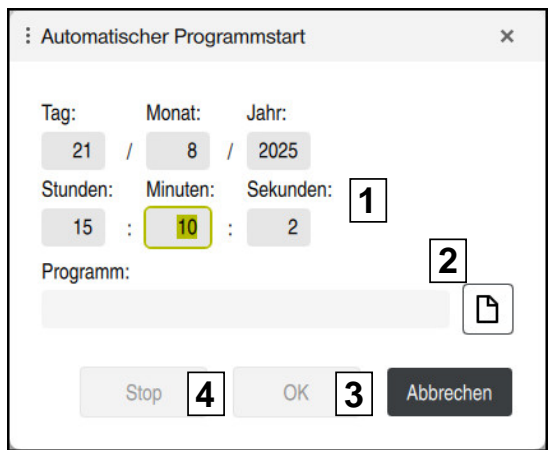 Automatischer Programmstart ×
Tag: Monat: Jahr:
21 / 8 / 2025
Stunden: Minuten: Sekunden: 1
15 : 10 : 2
2
Programm:
Stop 4 OK 3 Abbrechen